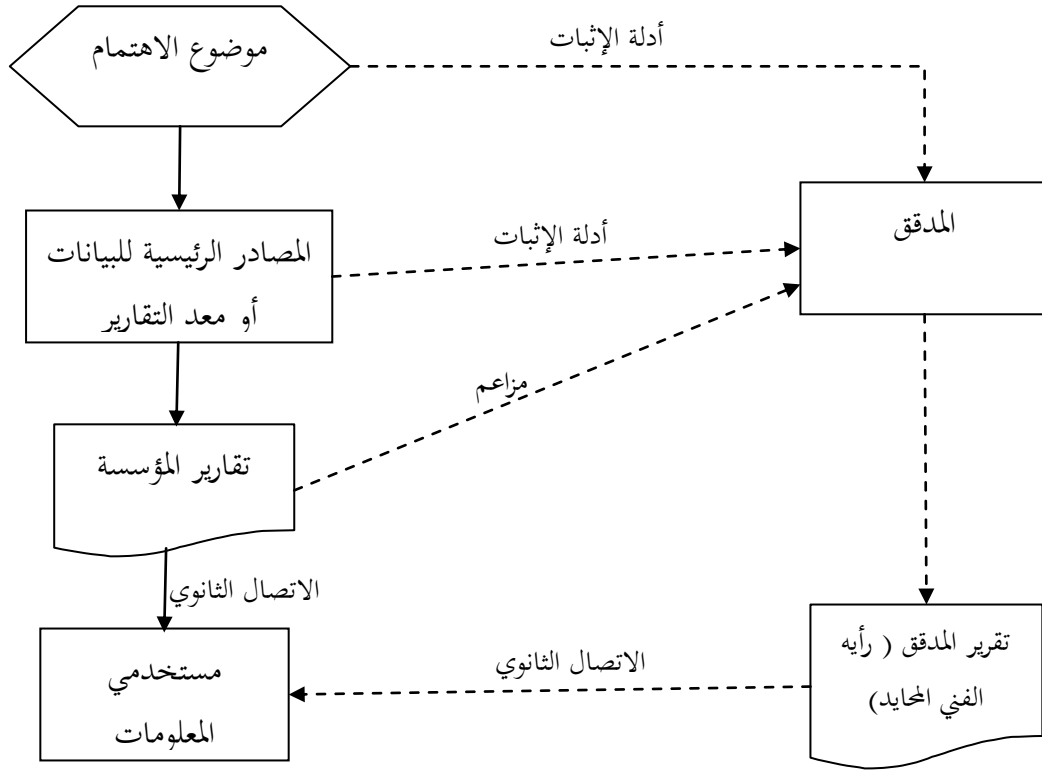 موضوع الاهتمام
أدلة الإثبات
المدقق
المصادر الرئيسية للبيانات
أو معد التقارير
أدلة الإثبات
مزاعم
تقارير المؤسسة
الاتصال الثانوي
مستخدمي
المعلومات
الاتصال الثانوي
تقرير المدقق ( رأيه
الفني المحايد)